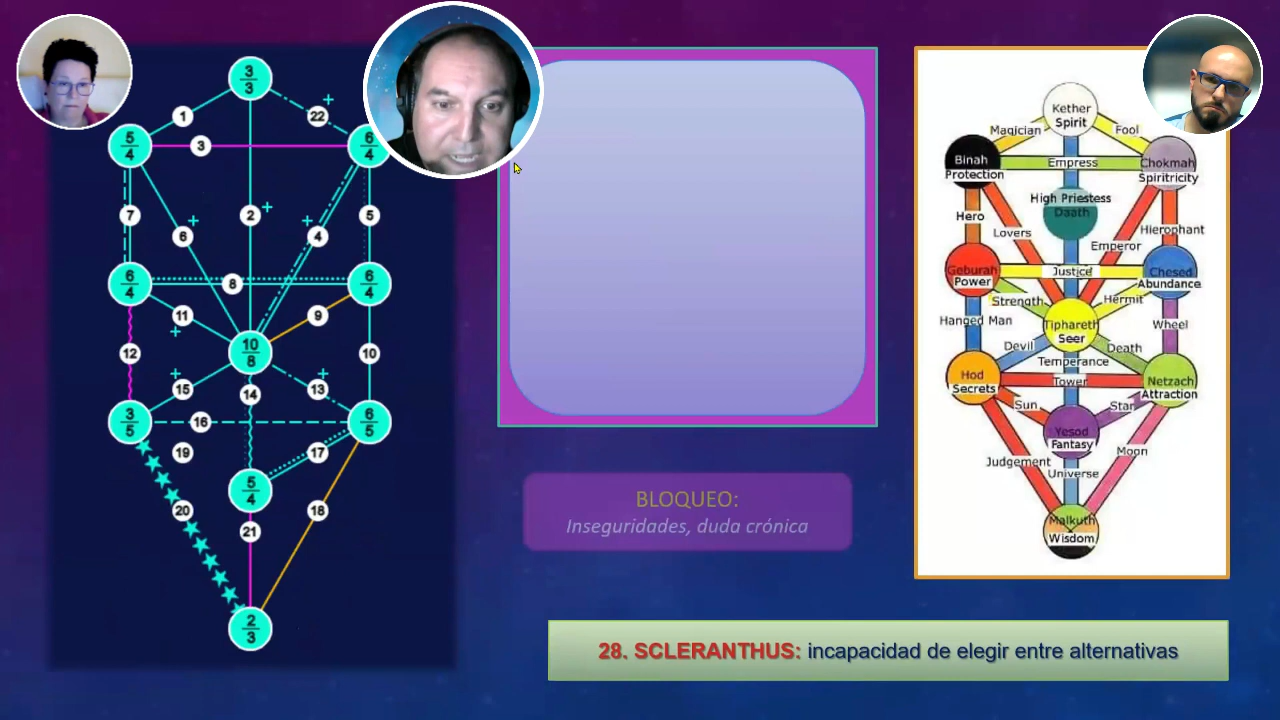 3
3
1
22
+
5
4
3
6
4
7
6
+
2
+
+
4
5
6
4
8
6
4
11
+
9
12
10
8
10
15
+
14
+
13
3
5
16
6
5
19
17
5
4
20
21
18
2
3
BLOQUEO:
Inseguridades, duda crónica
Kether
Spirit
Magician
Fool
Binah
Protection
Empress
Chokmah
Spiritricity
High Priestess
Daath
Hero
Lovers
Emperor
Hierophant
Geburah
Power
Justice
Chesed
Abundance
Strength
Hermit
Hanged Man
Tiphareth
Seer
Wheel
Devil
Death
Temperance
Hod
Secrets
Tower
Netzach
Attraction
Sun
Star
Yesod
Fantasy
Judgement
Moon
Universe
Malkuth
Wisdom
28. SCLERANTHUS: incapacidad de elegir entre alternativas